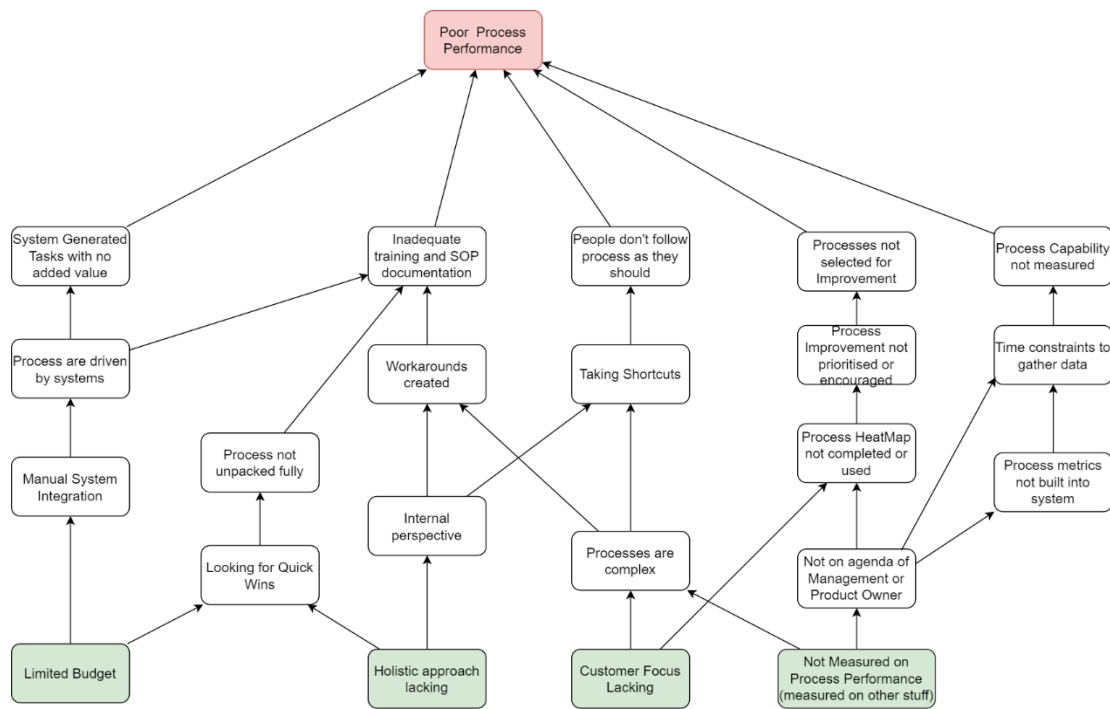 Poor Process
Performance
System Generated
Tasks with no
added value
Inadequate
training and SOP
documentation
People don't follow
process as they
should
Processes not
selected for
Improvement
Process Capability
not measured
Process are driven
by systems
Workarounds
created
Taking Shortcuts
Process
Improvement not
prioritised or
encouraged
Time constraints to
gather data
Manual System
Integration
Process not
unpacked fully
Internal
perspective
Process HeatMap
not completed or
used
Process metrics
not built into
system
Looking for Quick
Wins
Processes are
complex
Not on agenda of
Management or
Product Owner
Limited Budget
Holistic approach
lacking
Customer Focus
Lacking
Not Measured on
Process Performance
(measured on other stuff)